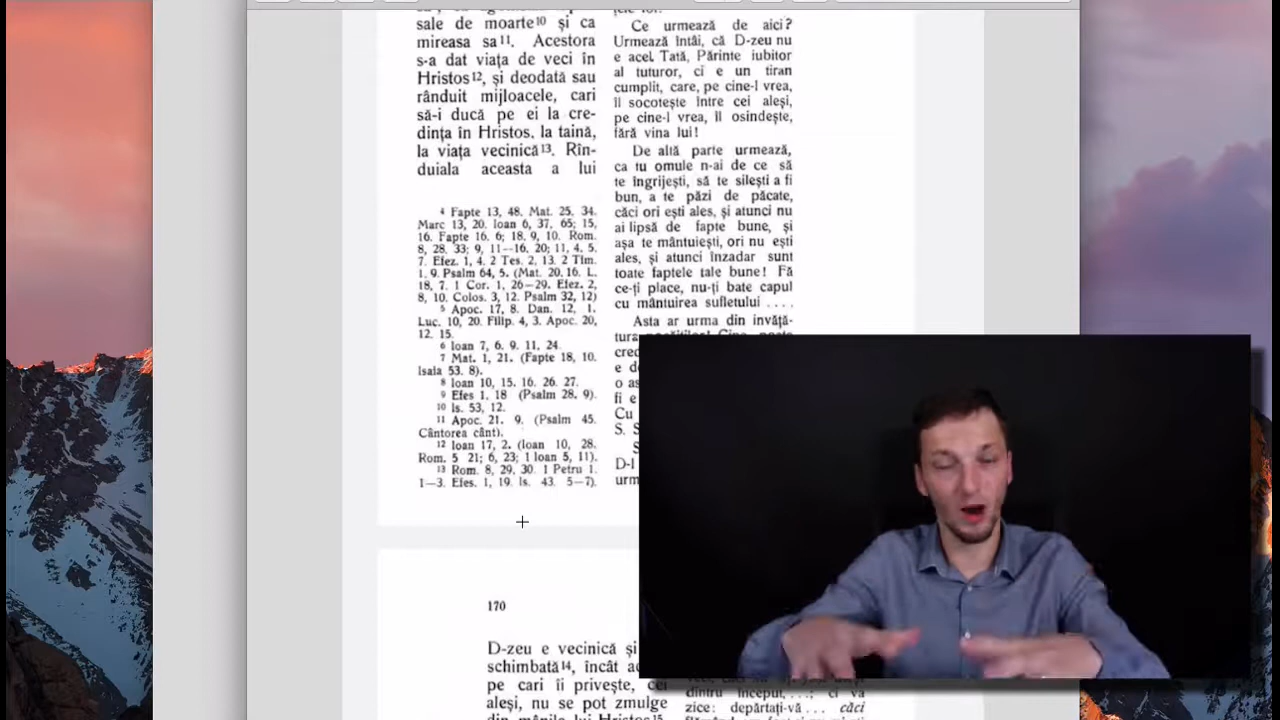 sale de moarte10 și ca
mireasa sa11. Acestora
s-a dat viața de veci în
Hristos12, și deodată sau
rânduit mijloacele, cari
să-i ducă pe ei la cre-
dința în Hristos, la taină,
la viața vecinică13. Rîn-
duiala aceasta a lui
4 Fapte 13, 48. Mat. 25, 34.
Marc 13, 20. Ioan 6, 37, 65; 15,
16. Fapte 16, 6; 18. 9, 10. Rom.
8, 28, 33; 9, 11—16, 20; 11, 4. 5.
7. Efez. 1, 4. 2 Tes. 2, 13. 2 Tim.
1, 9. Psalm 64, 5. (Mat. 20. 16. L.
18, 7. 1 Cor. 1, 26—29. Efez. 2,
8, 10. Colos. 3, 12. Psalm 32, 12)
5 Apoc. 17, 8. Dan. 12, 1.
Luc. 10, 20. Filip. 4, 3. Apoc. 20,
12, 15.
6 Ioan 7, 6. 9. 11, 24.
7 Mat. 1, 21. (Fapte 18, 10.
Isaia 53. 8).
8 Ioan 10, 15. 16. 26. 27.
9 Efes 1, 18 (Psalm 28. 9).
10 Is. 53, 12.
11 Apoc. 21. 9. (Psalm 45.
Cântorea cânt).
12 Ioan 17, 2. (Ioan 10, 28.
Rom. 5 21; 6, 23; 1 Ioan 5, 11).
13 Rom. 8, 29. 30. 1 Petru 1.
1—3. Efes. 1, 19. Is. 43. 5—7).
Ce urmează de aici?
Urmează întâi, că D-zeu nu
e acel Tată, Părinte iubitor
al tuturor, ci e un tiran
cumplit, care, pe cine-l vrea,
îl socotește între cei aleși,
pe cine-l vrea, îl osindește,
fără vina lui!
De altă parte urmează,
ca tu omule n-ai de ce să
te îngrijești, să te silești a fi
bun, a te păzi de păcate,
căci ori ești ales, și atunci nu
ai lipsă de fapte bune, și
așa te mântuiești, ori nu ești
ales, și atunci înzadar sunt
toate faptele tale bune! Fă
ce-ți place, nu-ți bate capul
cu mântuirea sufletului ....
Asta ar urma din învăță-
tura
cred
e de
o as
fi e
Cu
S. S
D-l
urm
170
D-zeu e vecinică și
schimbată14, încât
pe cari îi privește, cei
aleși, nu se pot zmulge
din mânile lui Hristos15
dintru început, ...; ci va
zice: depărtați-vă ... căci